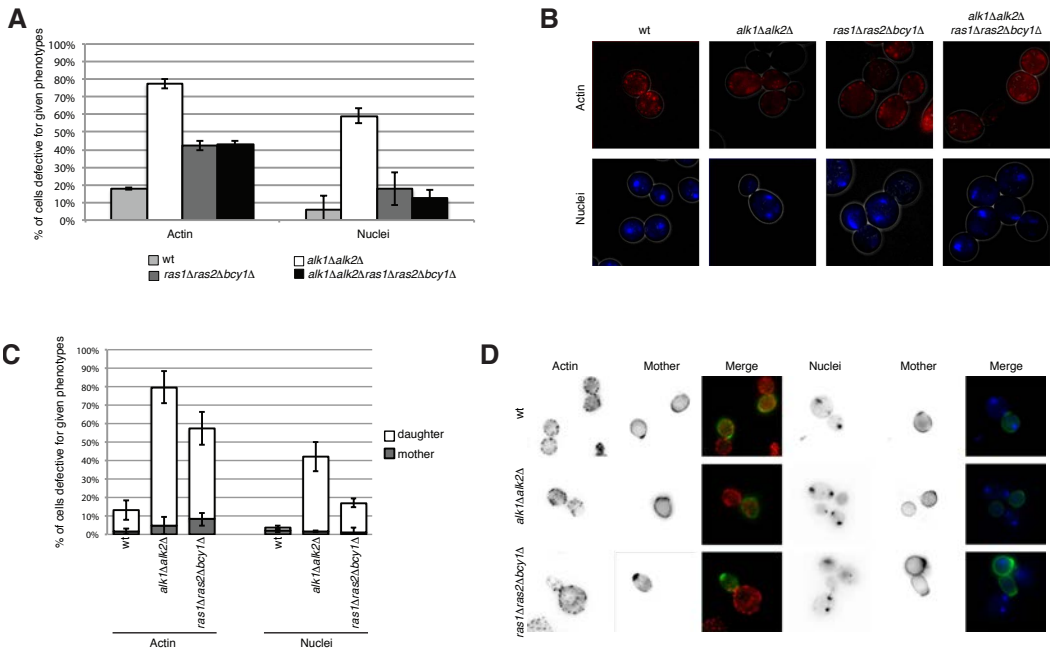 A
% of cells defective for given phenotypes
100%
90%
80%
70%
60%
50%
40%
30%
20%
10%
0%
Actin
Nuclei
wt
alk1Δalk2Δ
ras1Δras2Δbcy1Δ
alk1Δalk2Δras1Δras2Δbcy1Δ
B
wt
alk1Δalk2Δ
ras1Δras2Δbcy1Δ
alk1Δalk2Δ
ras1Δras2Δbcy1Δ
Actin
Nuclei
C
% of cells defective for given phenotypes
100%
90%
80%
70%
60%
50%
40%
30%
20%
10%
0%
wt
alk1Δalk2Δ
ras1Δras2Δbcy1Δ
wt
alk1Δalk2Δ
ras1Δras2Δbcy1Δ
Actin
Nuclei
daughter
mother
D
Actin
Mother
Merge
Nuclei
Mother
Merge
wt
alk1Δalk2Δ
ras1Δras2Δbcy1Δ